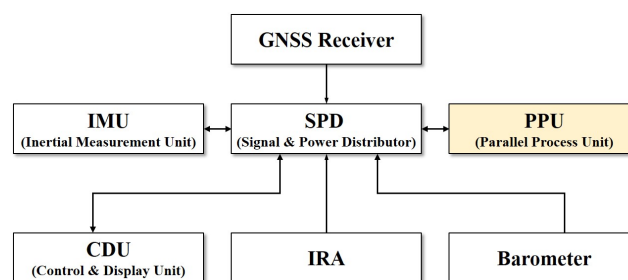 GNSS Receiver
IMU
(Inertial Measurement Unit)
SPD
(Signal & Power Distributor)
PPU
(Parallel Process Unit)
CDU
(Control & Display Unit)
IRA
Barometer